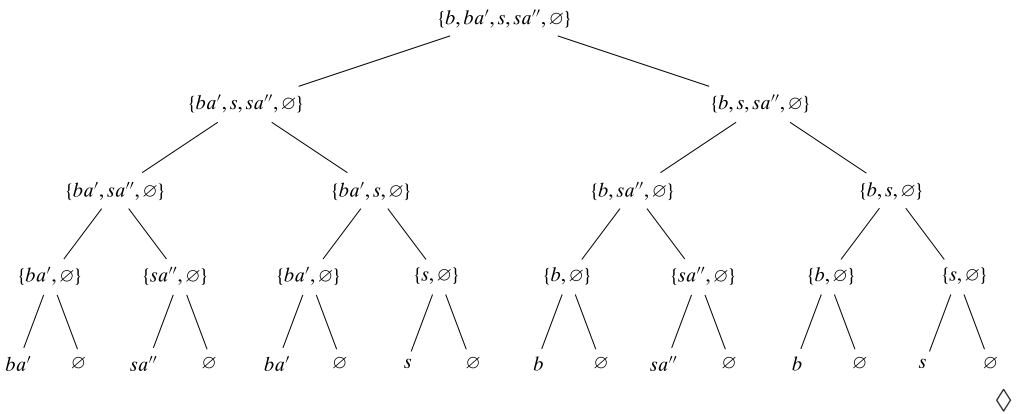 {b, ba′, s, sa″, ∅}
{ba′, s, sa″, ∅} {b, s, sa″, ∅}
{ba′, sa″, ∅} {ba′, s, ∅} {b, sa″, ∅} {b, s, ∅}
{ba′, ∅} {sa″, ∅} {ba′, ∅} {s, ∅} {b, ∅} {sa″, ∅} {b, ∅} {s, ∅}
ba′ ∅ sa″ ∅ ba′ ∅ s ∅ b ∅ sa″ ∅ b ∅ s ∅
◊